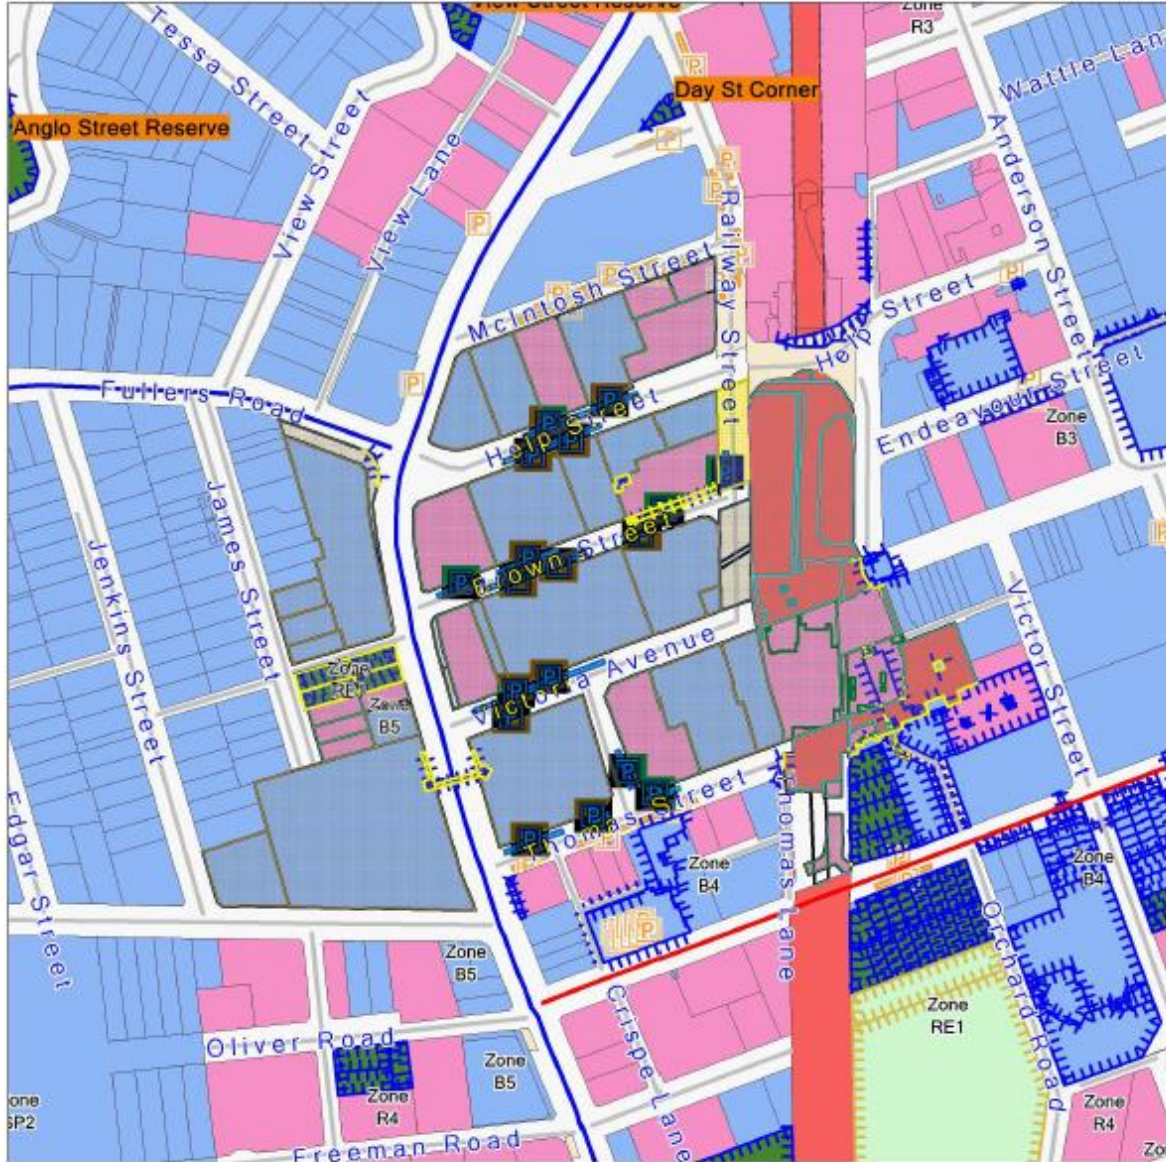 View Street Reserve
Zone
R3
Tessa Street
Day St Corner
Wattle Lan
Anglo Street Reserve
View Street
View Lane
Anderson Street
Railway Street
McIntosh Street
Help Street
Fullers Road
Help Street
Endeavour Street
Zone
B3
James Street
Jenkins Street
Brown Street
Victor Street
Victoria Avenue
Zone
RE1
Zone
B5
Edgar Street
Thomas Street
Thomas Lane
Zone
B4
Zone
B4
Zone
B5
Orchard Road
Crispe Lane
Zone
RE1
Oliver Road
Zone
B5
Zone
R4
one
SP2
Zone
R4
Freeman Road
Zo